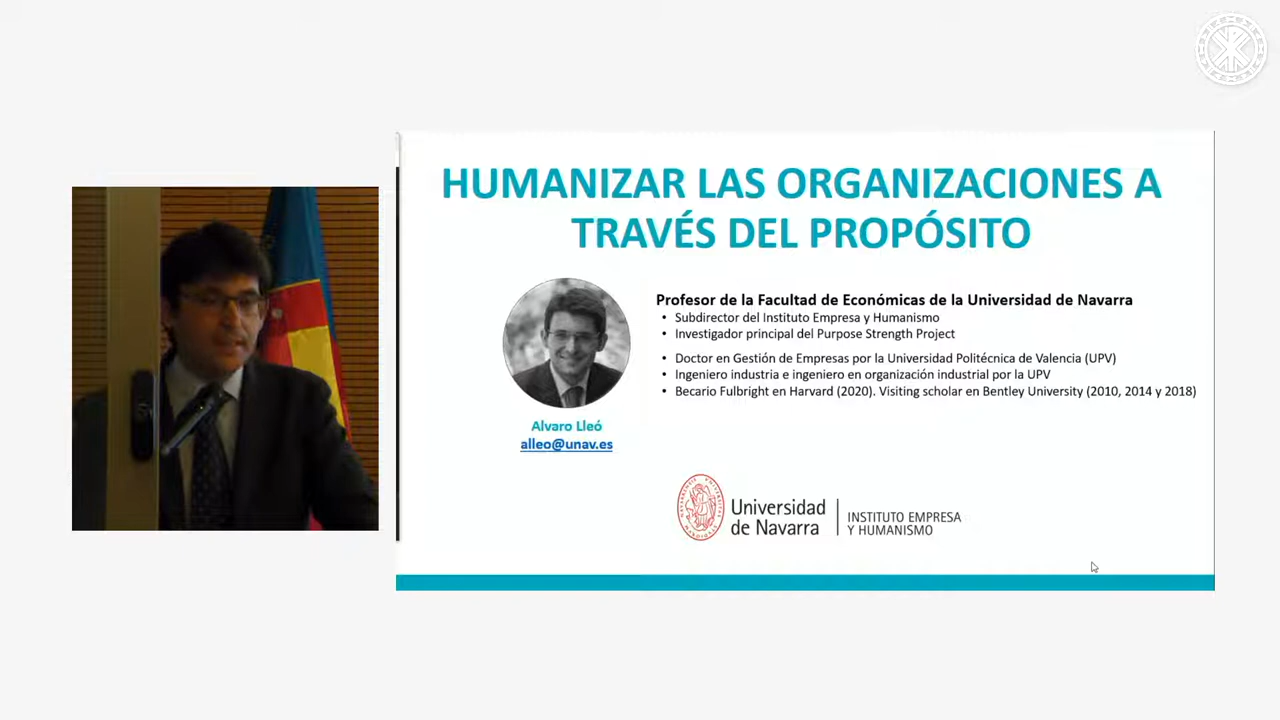 HUMANIZAR LAS ORGANIZACIONES A
TRAVÉS DEL PROPÓSITO
Profesor de la Facultad de Económicas de la Universidad de Navarra
• Subdirector del Instituto Empresa y Humanismo
• Investigador principal del Purpose Strength Project
• Doctor en Gestión de Empresas por la Universidad Politécnica de Valencia (UPV)
• Ingeniero industria e ingeniero en organización industrial por la UPV
• Becario Fulbright en Harvard (2020). Visiting scholar en Bentley University (2010, 2014 y 2018)
Alvaro Lleó
alleo@unav.es
Universidad
de Navarra
INSTITUTO EMPRESA
Y HUMANISMO